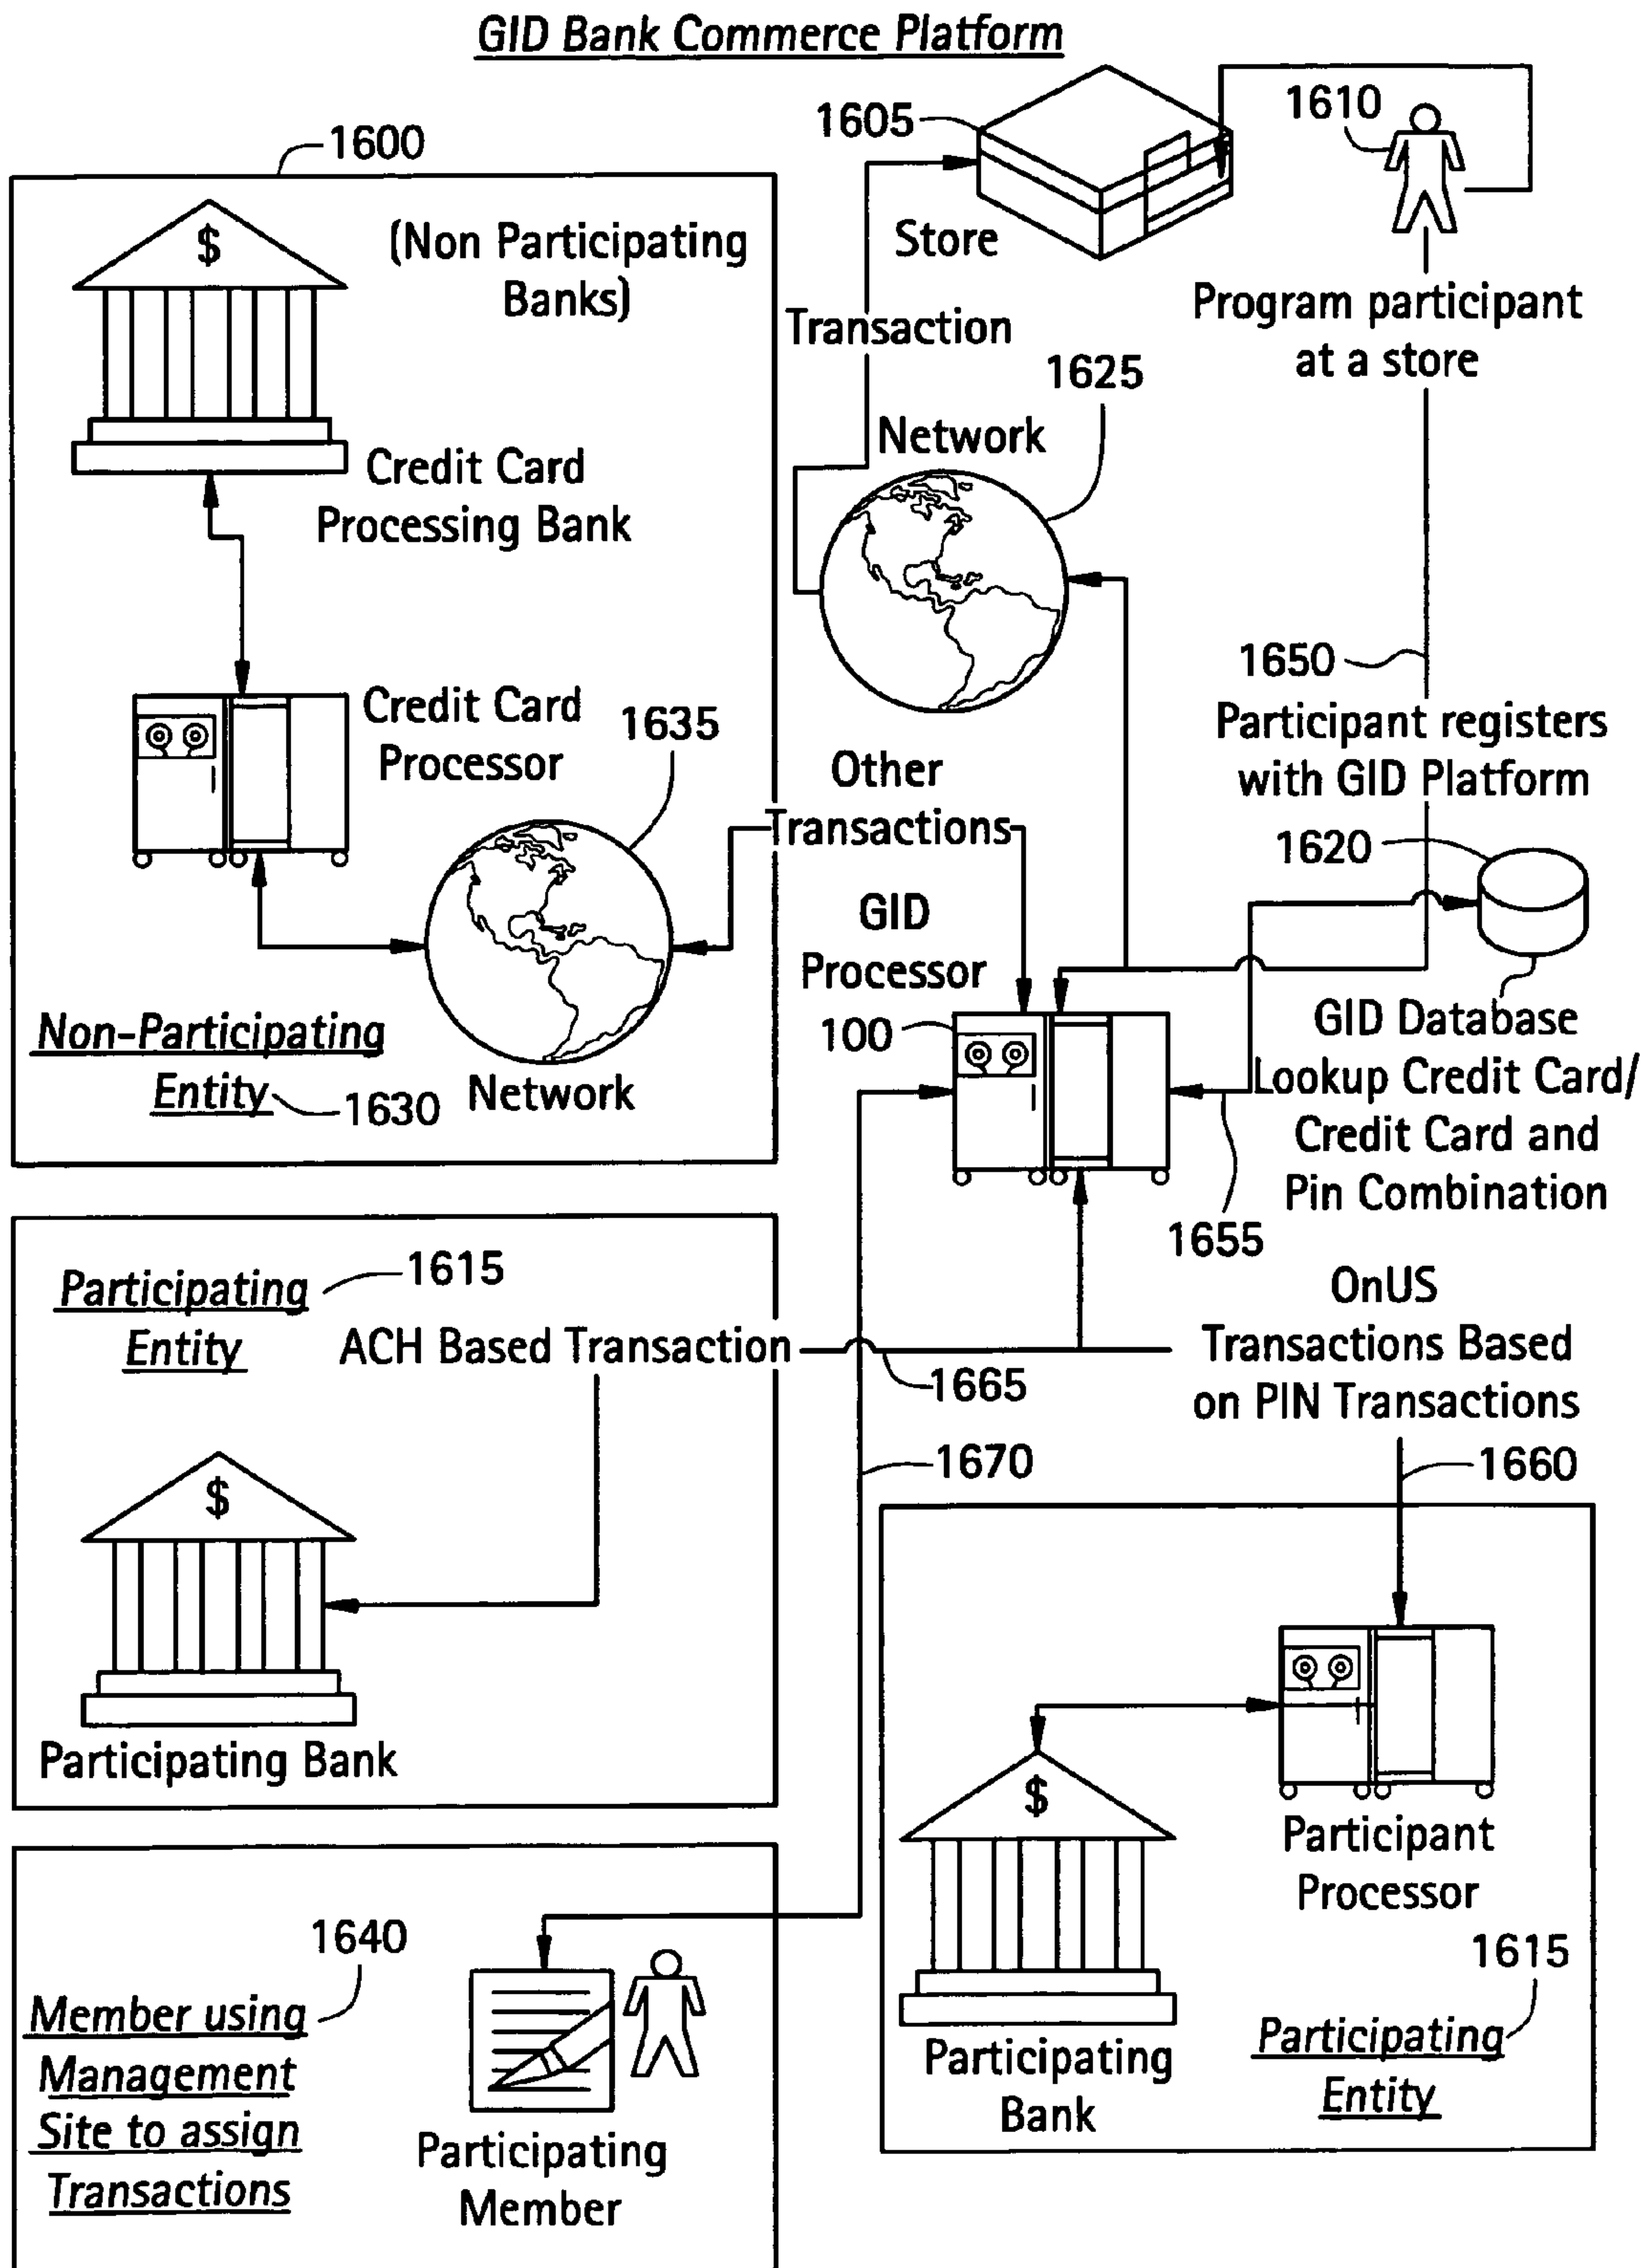 GID Bank Commerce Platform
1600
$
(Non Participating
Banks)
Credit Card
Processing Bank
Credit Card
Processor
1635
Non-Participating
Entity
1630
Network
1605
Store
1610
Program participant
at a store
Transaction
1625
Network
1650
Participant registers
with GID Platform
Other
Transactions
1620
GID
Processor
100
GID Database
Lookup Credit Card/
Credit Card and
Pin Combination
1655
Participating
Entity
1615
ACH Based Transaction
1665
OnUS
Transactions Based
on PIN Transactions
1670
1660
$
Participating Bank
$
Participant
Processor
1615
Participating
Bank
Participating
Entity
1640
Member using
Management
Site to assign
Transactions
Participating
Member